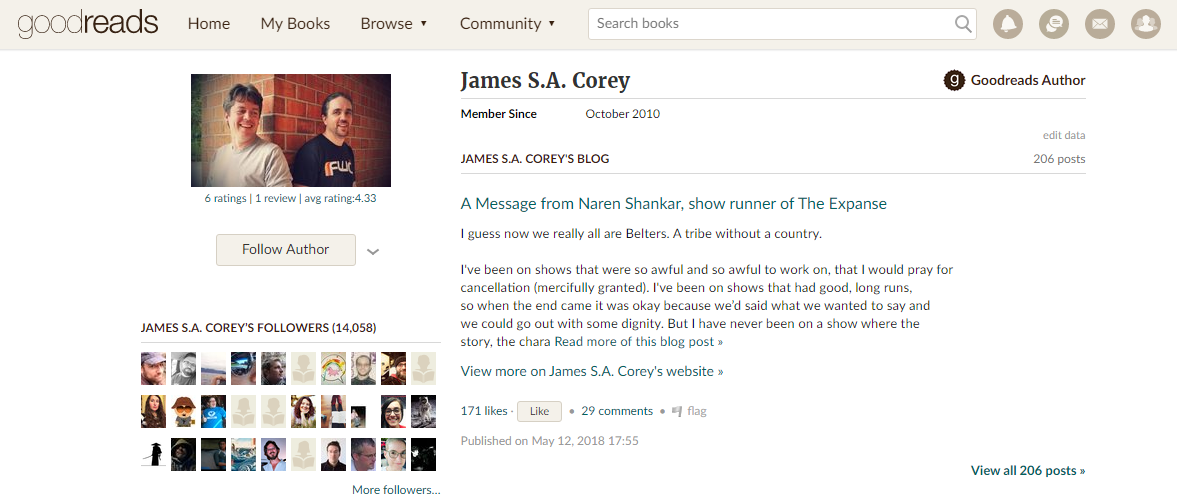 goodreads
Home My Books Browse ▾ Community ▾ Search books
James S.A. Corey
g Goodreads Author
Member Since October 2010
edit data
JAMES S.A. COREY'S BLOG 206 posts
6 ratings | 1 review | avg rating:4.33
Follow Author
A Message from Naren Shankar, show runner of The Expanse
I guess now we really all are Belters. A tribe without a country.
I've been on shows that were so awful and so awful to work on, that I would pray for
cancellation (mercifully granted). I've been on shows that had good, long runs,
so when the end came it was okay because we'd said what we wanted to say and
we could go out with some dignity. But I have never been on a show where the
story, the chara Read more of this blog post »
View more on James S.A. Corey's website »
171 likes · Like • 29 comments • flag
Published on May 12, 2018 17:55
View all 206 posts »
JAMES S.A. COREY'S FOLLOWERS (14,058)
More followers...